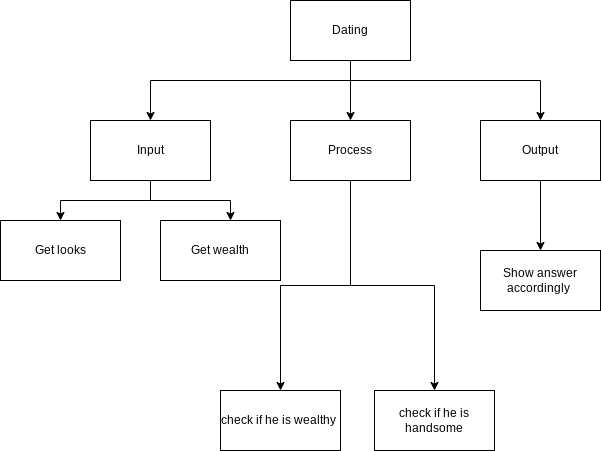 Dating
Input
Process
Output
Get looks
Get wealth
Show answer
accordingly
check if he is wealthy
check if he is
handsome